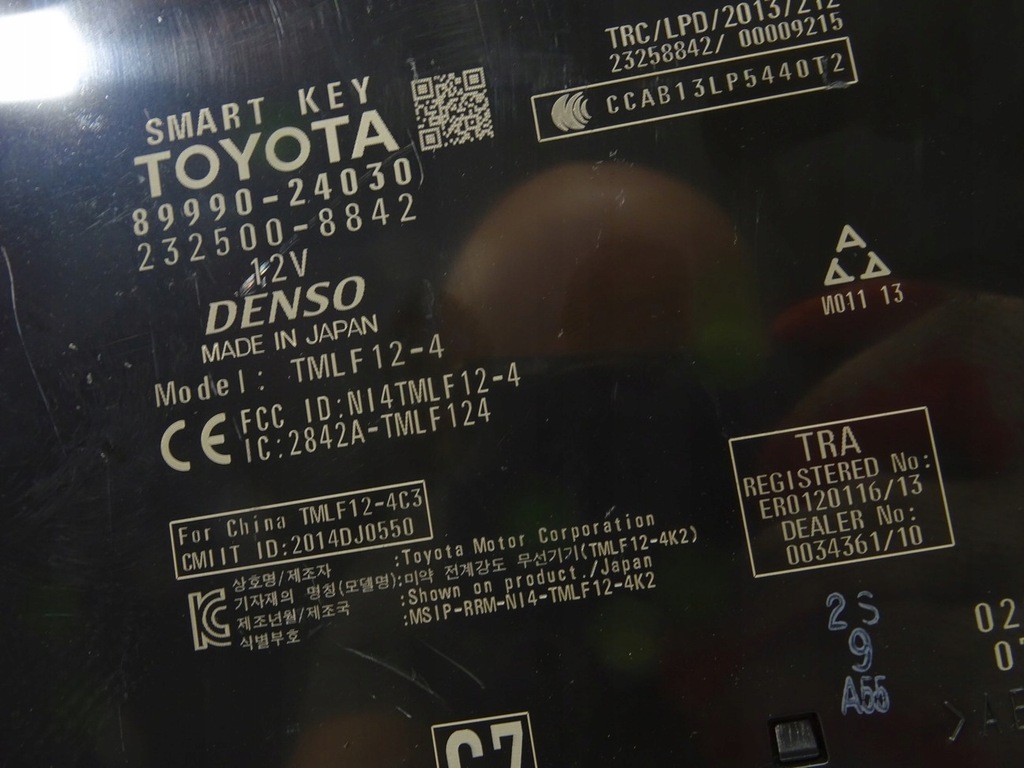 TRC/LPD/2013/212
23258842/ 00009215
CCAB13LP5440T2
SMART KEY
TOYOTA
89990-24030
232500-8842
12V
DENSO
MADE IN JAPAN
Model: TMLF12-4
FCC ID:NI4TMLF12-4
IC:2842A-TMLF124
CE
И011 13
TRA
REGISTERED No:
ER0120116/13
DEALER No:
0034361/10
For China TMLF12-4C3
CMIIT ID:2014DJ0550
상호명/제조자 :Toyota Motor Corporation
기자재의 명칭(모델명):미약 전계강도 무선기기(TMLF12-4K2)
제조년월/제조국 :Shown on product./Japan
식별부호 :MSIP-RRM-NI4-TMLF12-4K2
25
9
A55
02